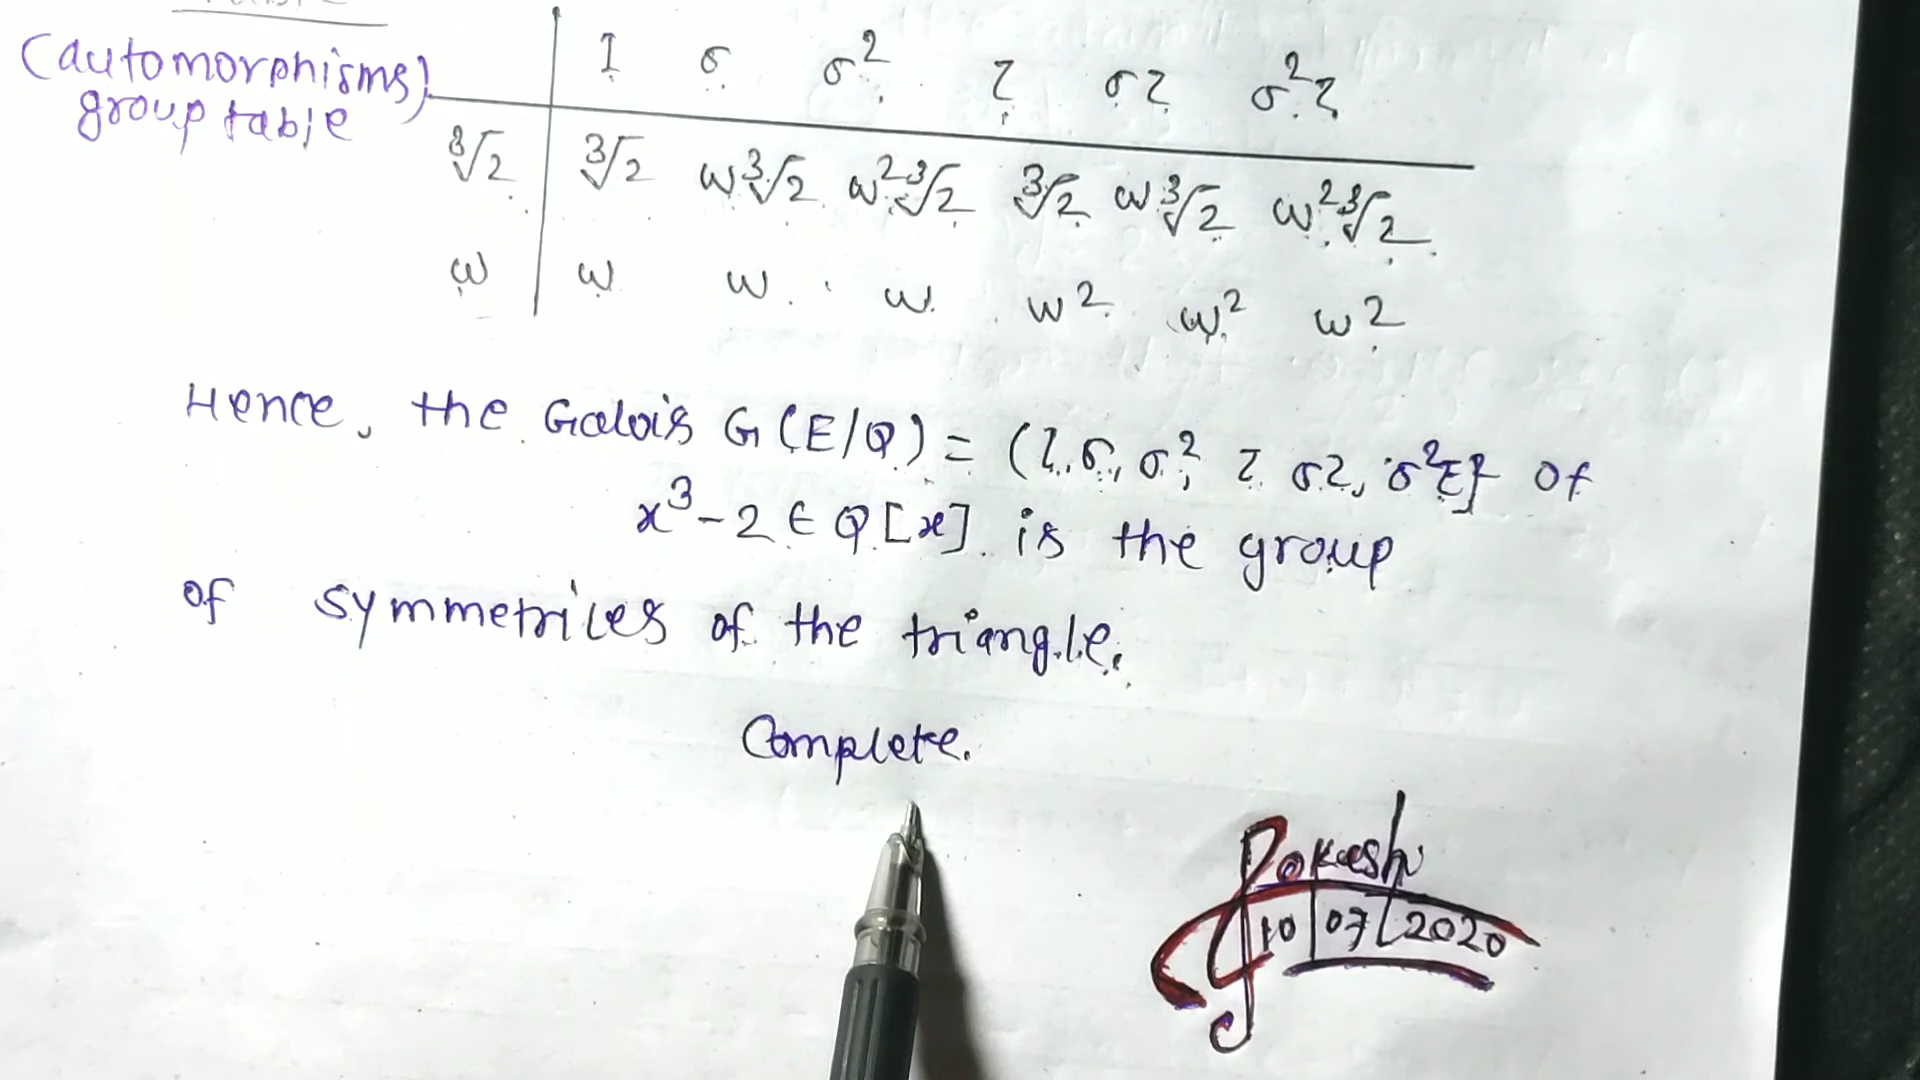 (automorphisms)
group table
I σ σ² τ στ σ²τ
∛2 ∛2 ω∛2 ω²∛2 ∛2 ω∛2 ω²∛2
ω ω ω ω ω² ω² ω²
Hence, the Galois G(E/Q) = (I, σ, σ², τ στ, σ²τ} of
x³-2 ∈ Q[x] is the group
of symmetrices of the triangle.
Complete.
10/07/2020